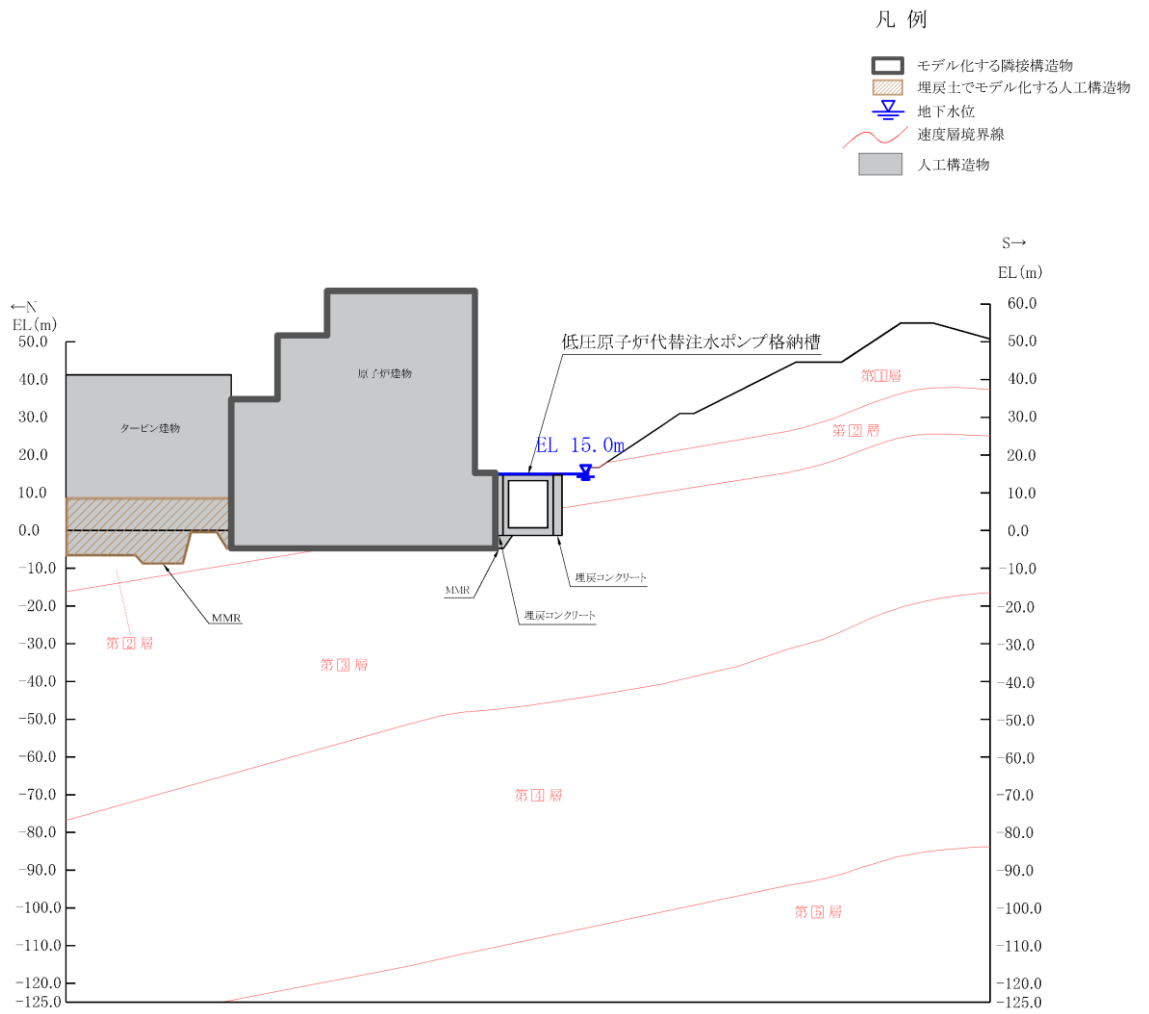 凡 例
モデル化する隣接構造物
埋戻土でモデル化する人工構造物
地下水位
速度層境界線
人工構造物
S→
EL(m)
←N
EL(m)
60.0
50.0
40.0
30.0
20.0
10.0
0.0
-10.0
-20.0
-30.0
-40.0
-50.0
-60.0
-70.0
-80.0
-90.0
-100.0
-110.0
-120.0
-125.0
50.0
40.0
30.0
20.0
10.0
0.0
-10.0
-20.0
-30.0
-40.0
-50.0
-60.0
-70.0
-80.0
-90.0
-100.0
-110.0
-120.0
-125.0
低圧原子炉代替注水ポンプ格納槽
原子炉建物
タービン建物
EL 15.0m
第1層
第2層
埋戻コンクリート
MMR
埋戻コンクリート
MMR
第2層
第3層
第4層
第5層